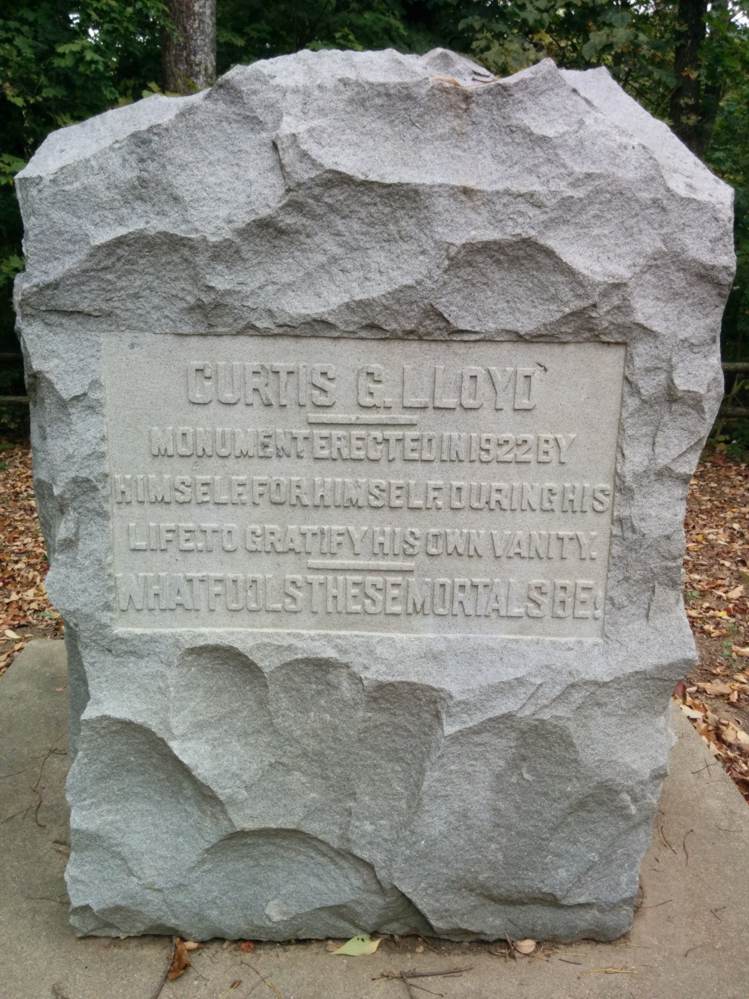 CURTIS G. LLOYD
MONUMENT ERECTED IN 1922 BY
HIMSELF. FOR HIMSELF. DURING HIS
LIFE. TO GRATIFY HIS OWN VANITY.
WHAT FOOLS THESE MORTALS BE!